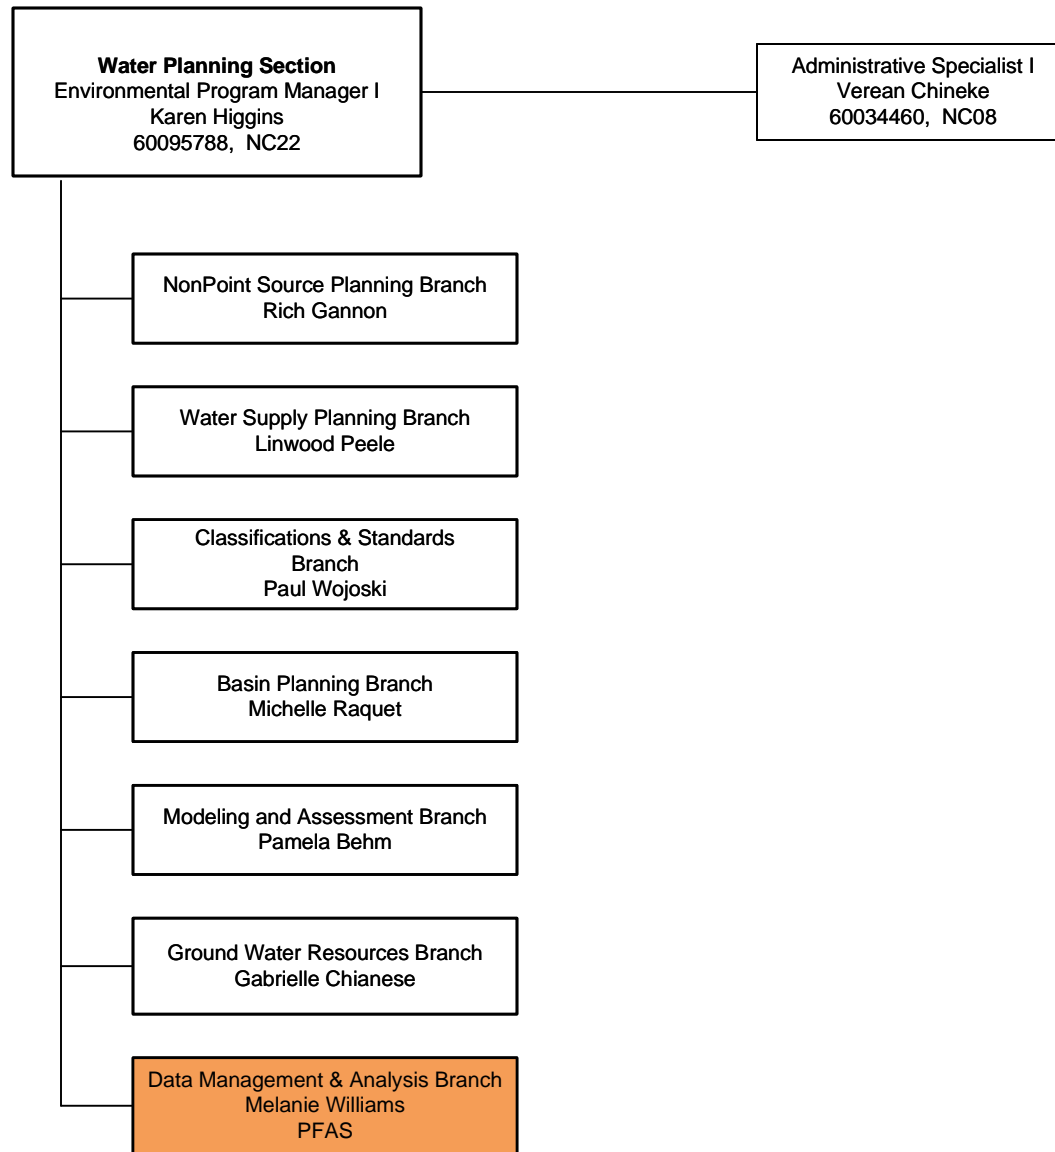 Water Planning Section
Environmental Program Manager I
Karen Higgins
60095788, NC22
Administrative Specialist I
Verean Chineke
60034460, NC08
NonPoint Source Planning Branch
Rich Gannon
Water Supply Planning Branch
Linwood Peele
Classifications & Standards
Branch
Paul Wojoski
Basin Planning Branch
Michelle Raquet
Modeling and Assessment Branch
Pamela Behm
Ground Water Resources Branch
Gabrielle Chianese
Data Management & Analysis Branch
Melanie Williams
PFAS